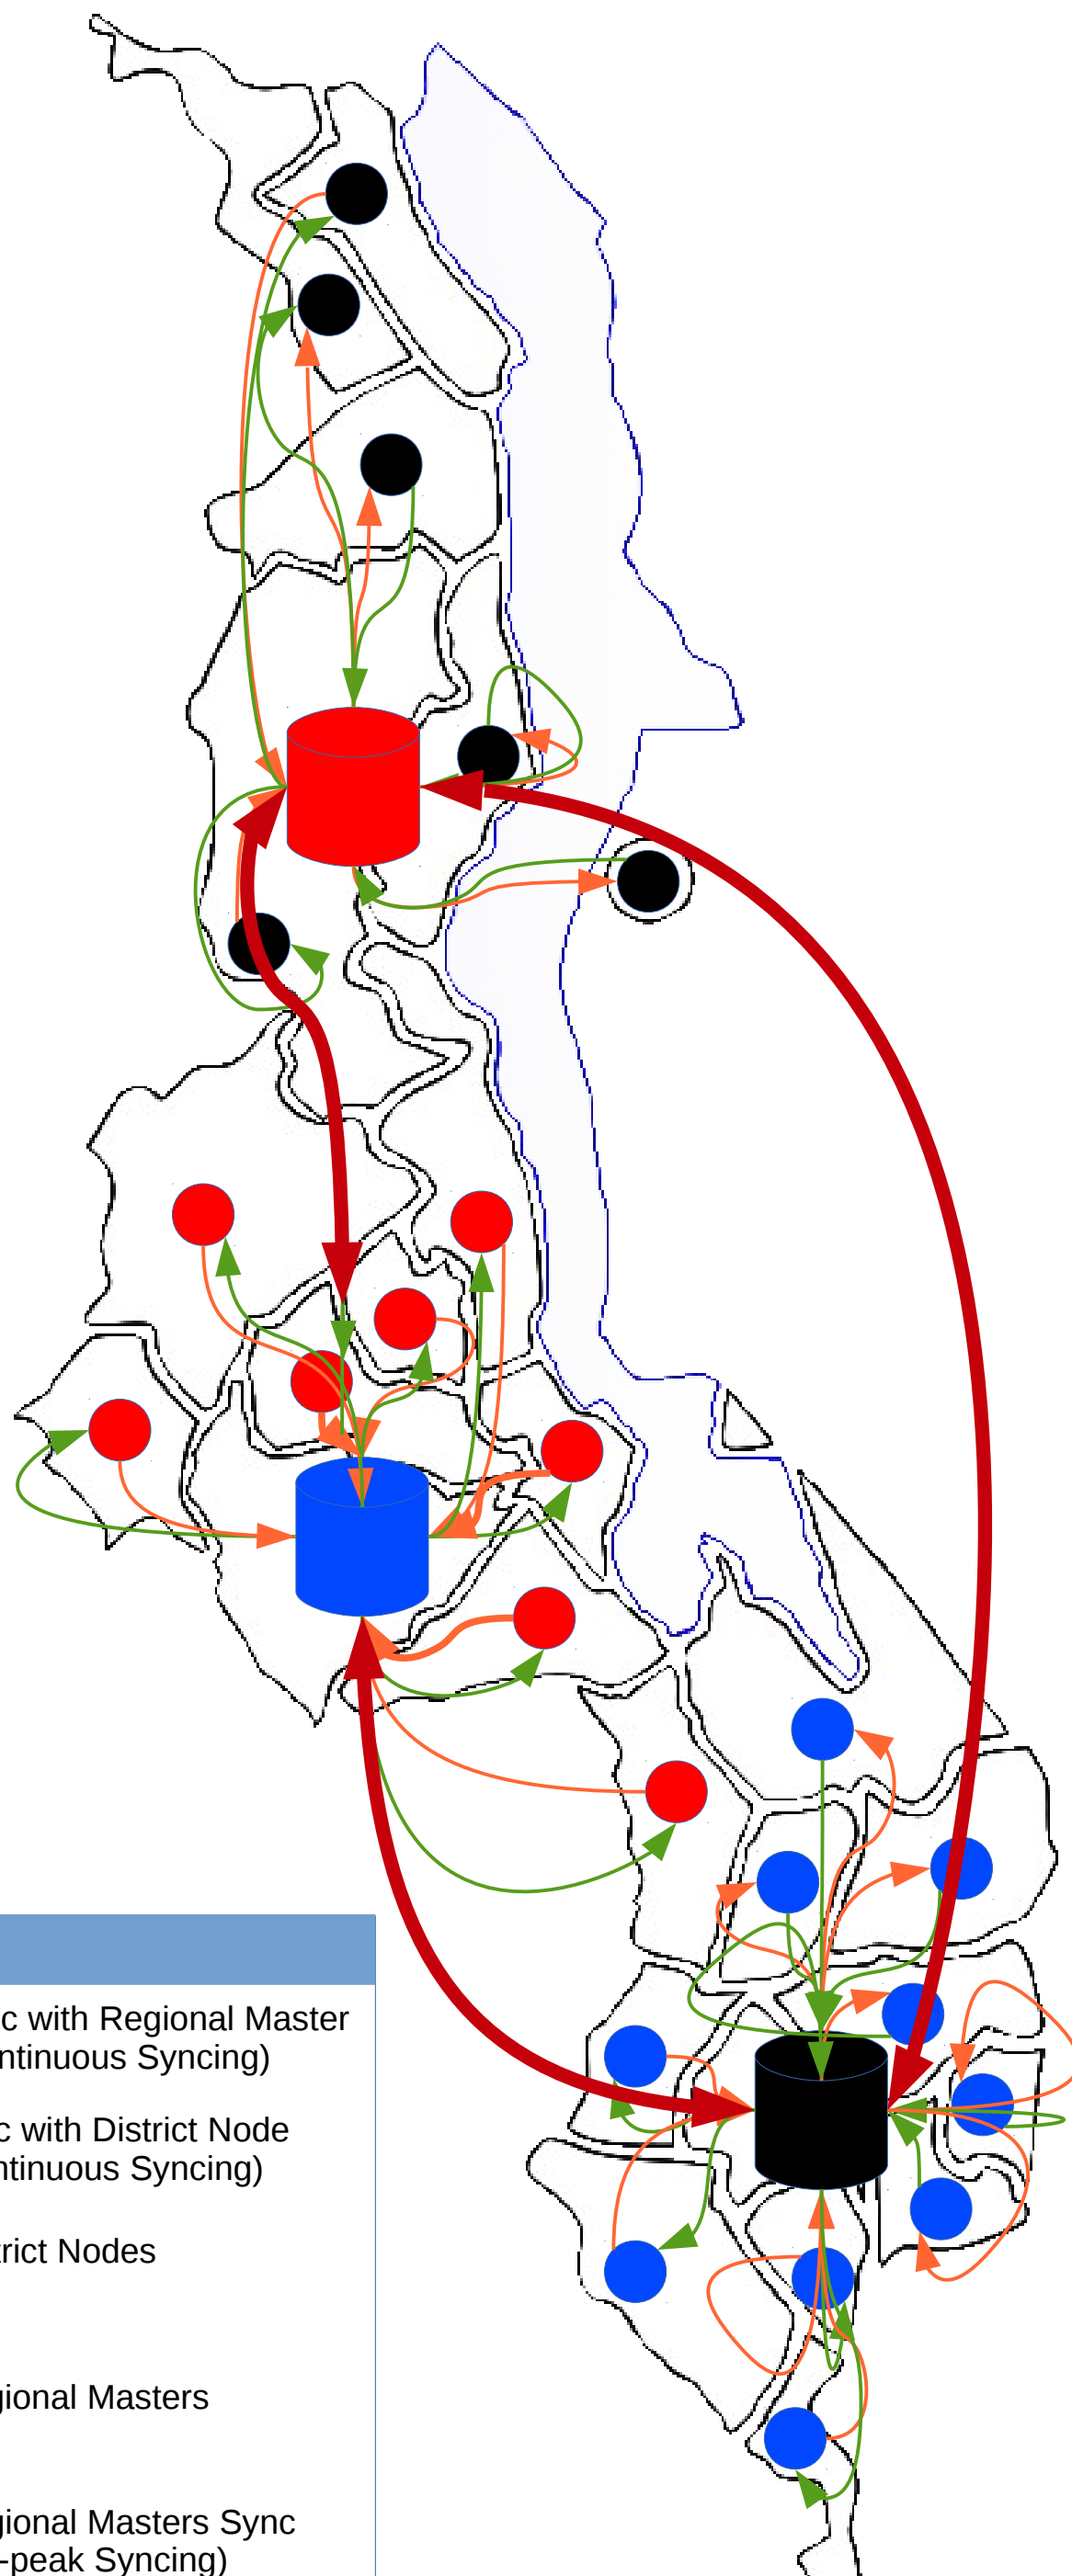 c with Regional Master
ntinuous Syncing)
c with District Node
ntinuous Syncing)
rict Nodes
gional Masters
gional Masters Sync
-peak Syncing)